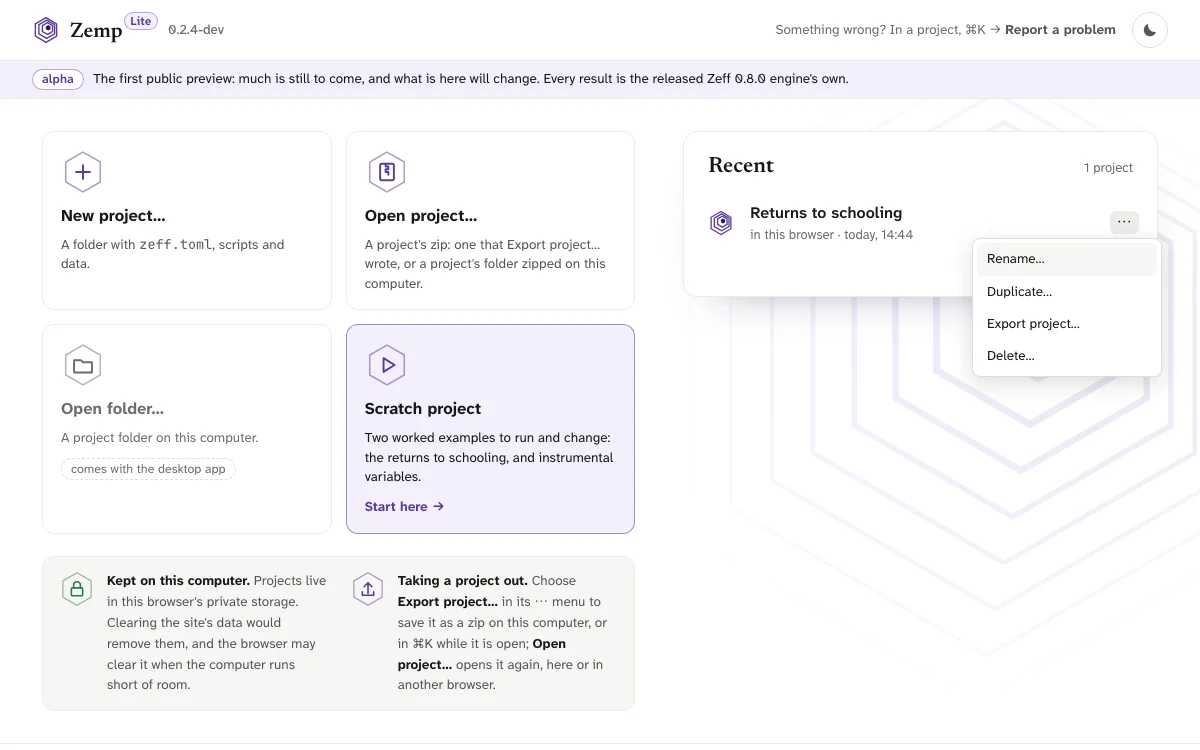 Zemp Lite 0.2.4-dev
Something wrong? In a project, ⌘K → Report a problem
alpha The first public preview: much is still to come, and what is here will change. Every result is the released Zeff 0.8.0 engine's own.
New project...
A folder with zeff.toml, scripts and
data.
Open project...
A project's zip: one that Export project...
wrote, or a project's folder zipped on this
computer.
Open folder...
A project folder on this computer.
comes with the desktop app
Scratch project
Two worked examples to run and change:
the returns to schooling, and instrumental
variables.
Start here →
Kept on this computer. Projects live
in this browser's private storage.
Clearing the site's data would
remove them, and the browser may
clear it when the computer runs
short of room.
Taking a project out. Choose
Export project... in its ··· menu to
save it as a zip on this computer, or
in ⌘K while it is open; Open
project... opens it again, here or in
another browser.
Recent
1 project
Returns to schooling
in this browser · today, 14:44
···
Rename...
Duplicate...
Export project...
Delete...